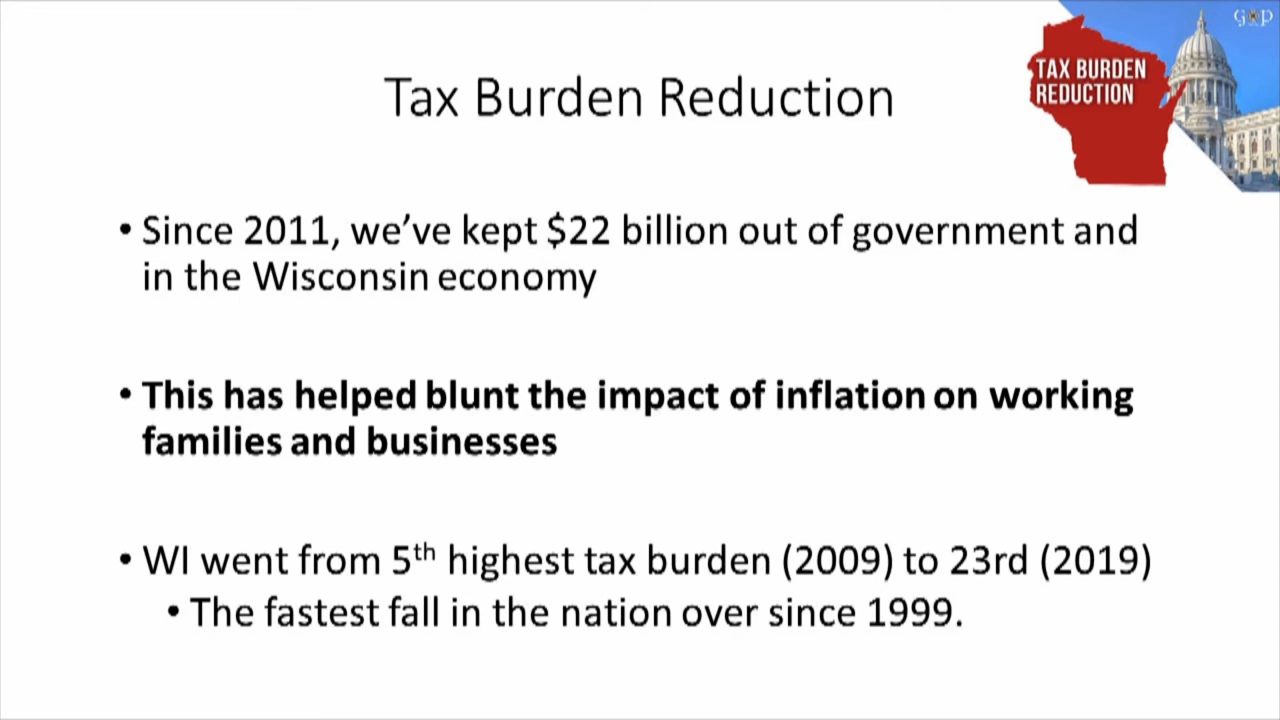 GOP
TAX BURDEN
REDUCTION
Tax Burden Reduction
• Since 2011, we’ve kept $22 billion out of government and
in the Wisconsin economy
• This has helped blunt the impact of inflation on working
families and businesses
• WI went from 5th highest tax burden (2009) to 23rd (2019)
• The fastest fall in the nation over since 1999.